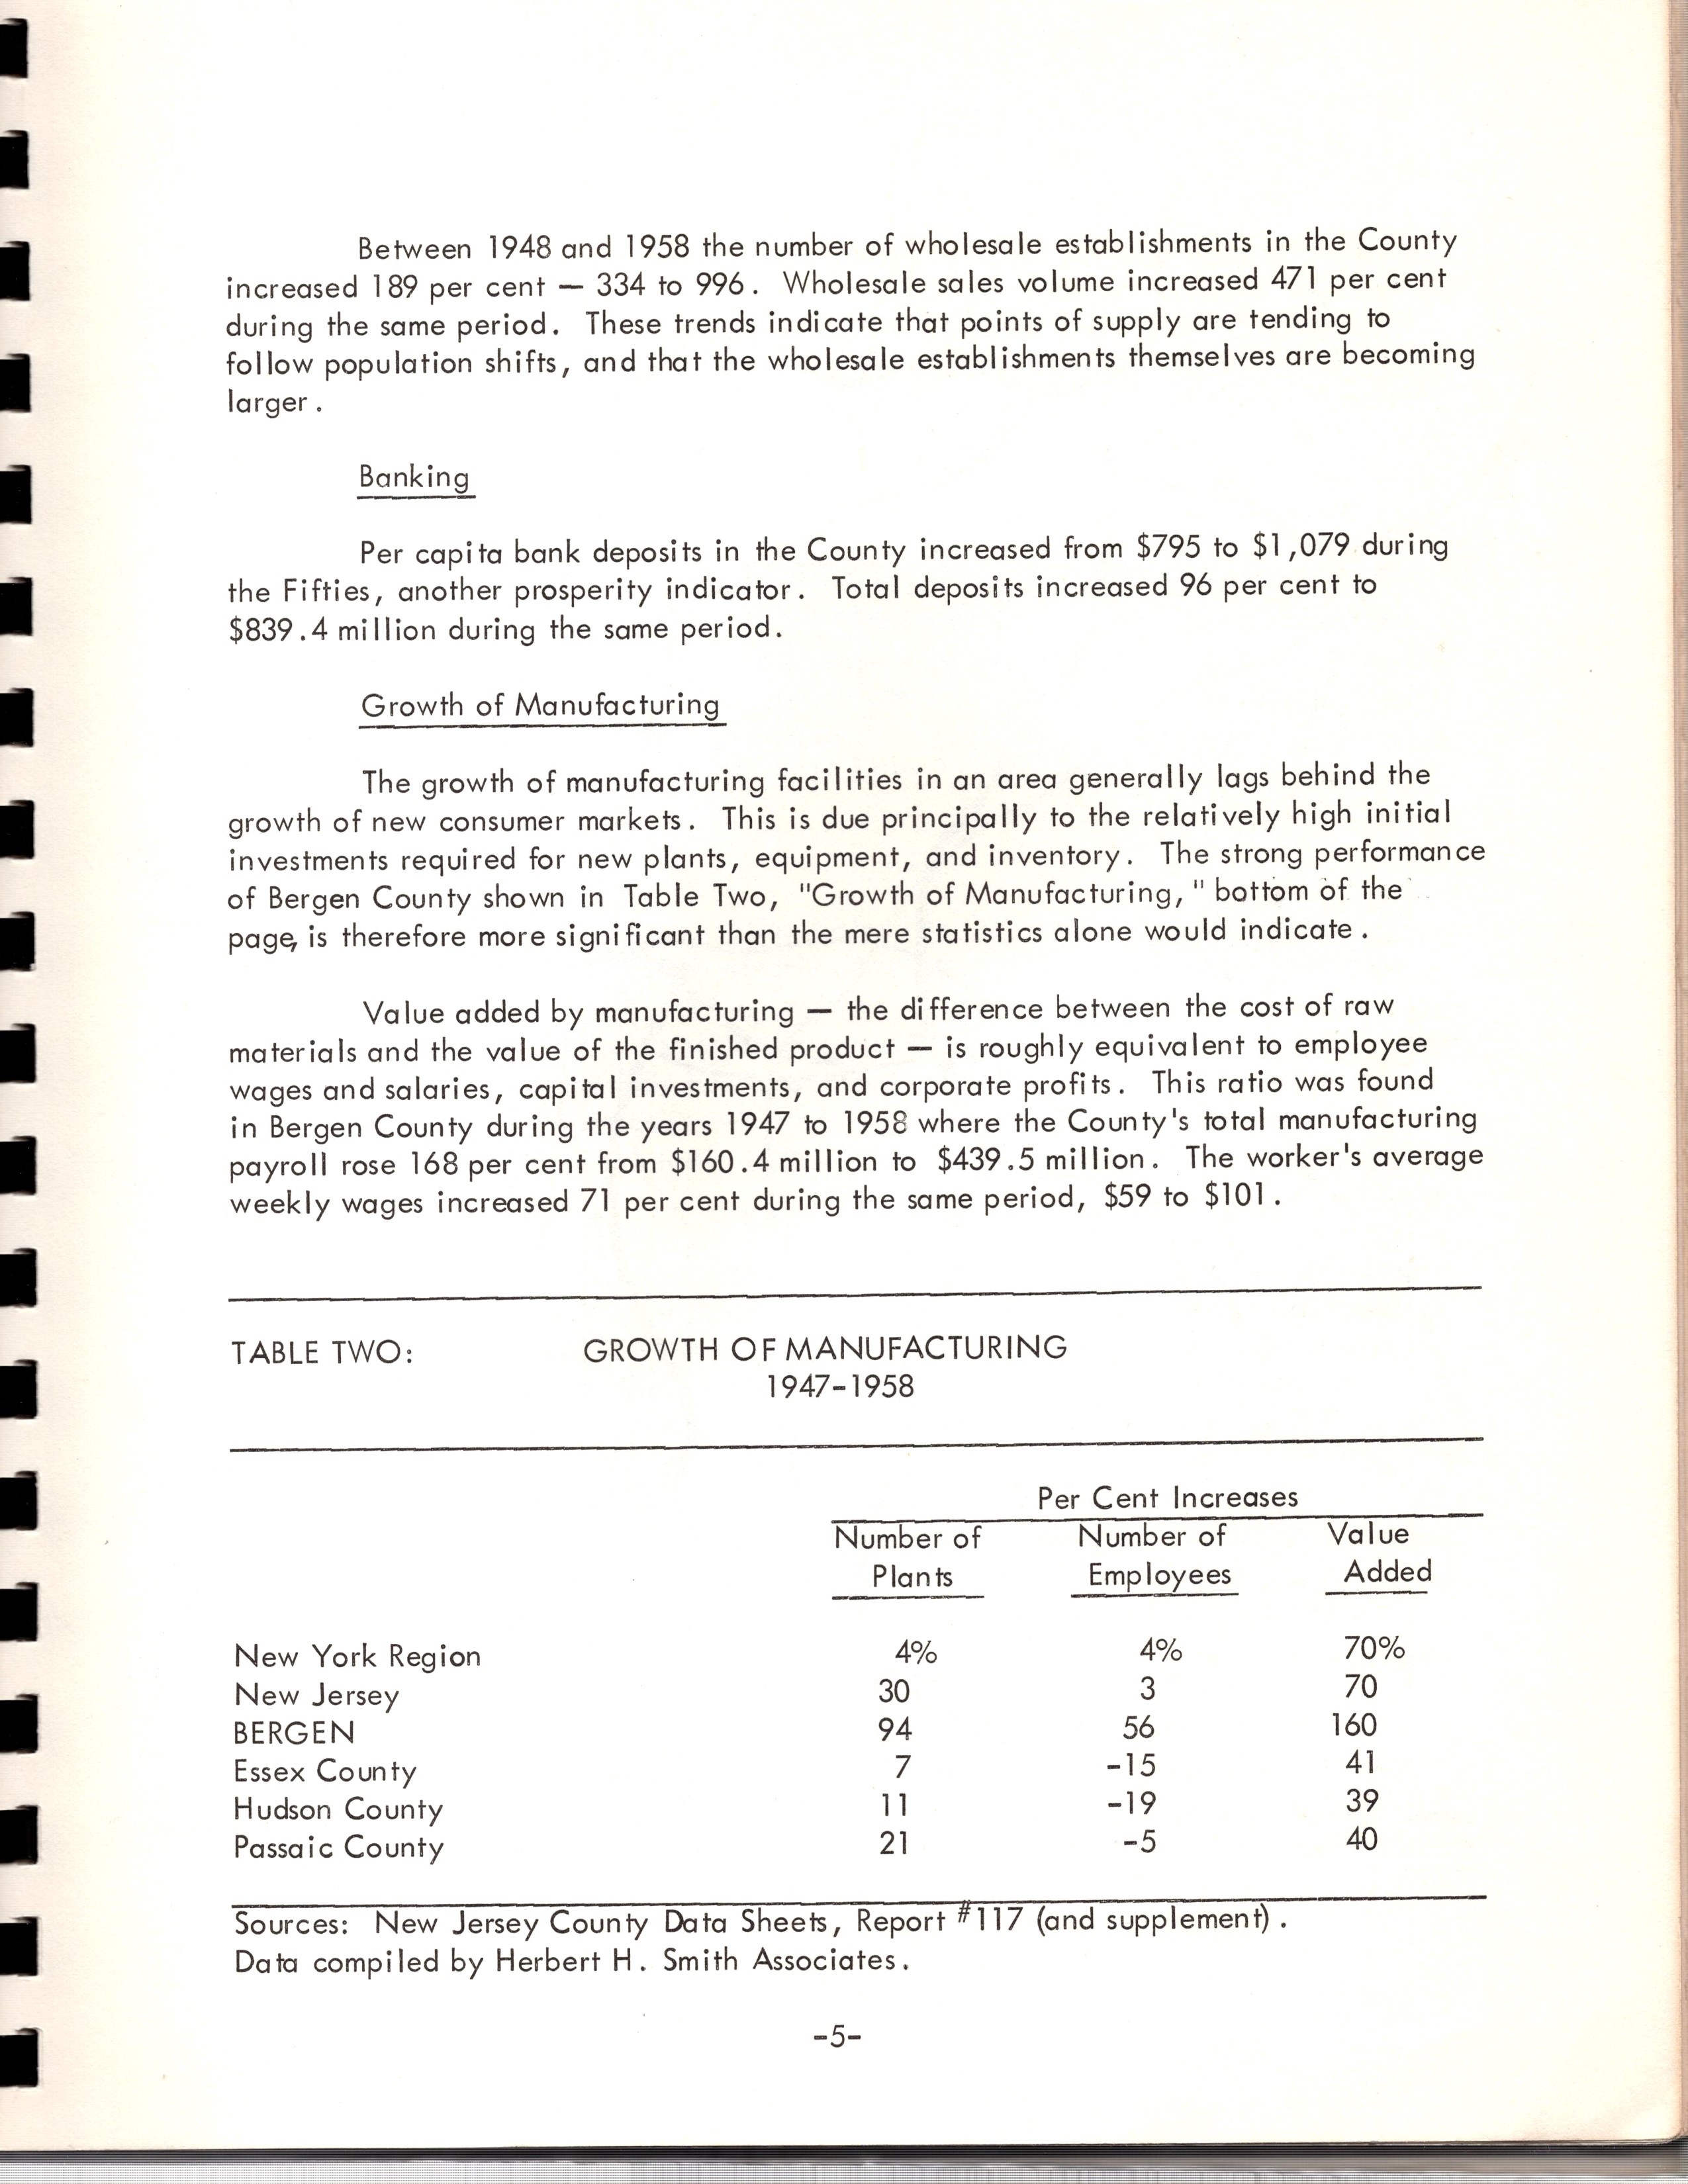 Between 1948 and 1958 the number of wholesale establishments in the County
increased 189 per cent — 334 to 996. Wholesale sales volume increased 471 per cent
during the same period. These trends indicate that points of supply are tending to
follow population shifts, and that the wholesale establishments themselves are becoming
larger.
Banking
Per capita bank deposits in the County increased from $795 to $1,079 during
the Fifties, another prosperity indicator. Total deposits increased 96 per cent to
$839.4 million during the same period.
Growth of Manufacturing
The growth of manufacturing facilities in an area generally lags behind the
growth of new consumer markets. This is due principally to the relatively high initial
investments required for new plants, equipment, and inventory. The strong performance
of Bergen County shown in Table Two, "Growth of Manufacturing," bottom of the
page, is therefore more significant than the mere statistics alone would indicate.
Value added by manufacturing — the difference between the cost of raw
materials and the value of the finished product — is roughly equivalent to employee
wages and salaries, capital investments, and corporate profits. This ratio was found
in Bergen County during the years 1947 to 1958 where the County's total manufacturing
payroll rose 168 per cent from $160.4 million to $439.5 million. The worker's average
weekly wages increased 71 per cent during the same period, $59 to $101.
TABLE TWO: GROWTH OF MANUFACTURING
1947-1958
Per Cent Increases
Number of Number of Value
Plants Employees Added
New York Region 4% 4% 70%
New Jersey 30 3 70
BERGEN 94 56 160
Essex County 7 -15 41
Hudson County 11 -19 39
Passaic County 21 -5 40
Sources: New Jersey County Data Sheets, Report #117 (and supplement).
Data compiled by Herbert H. Smith Associates.
-5-